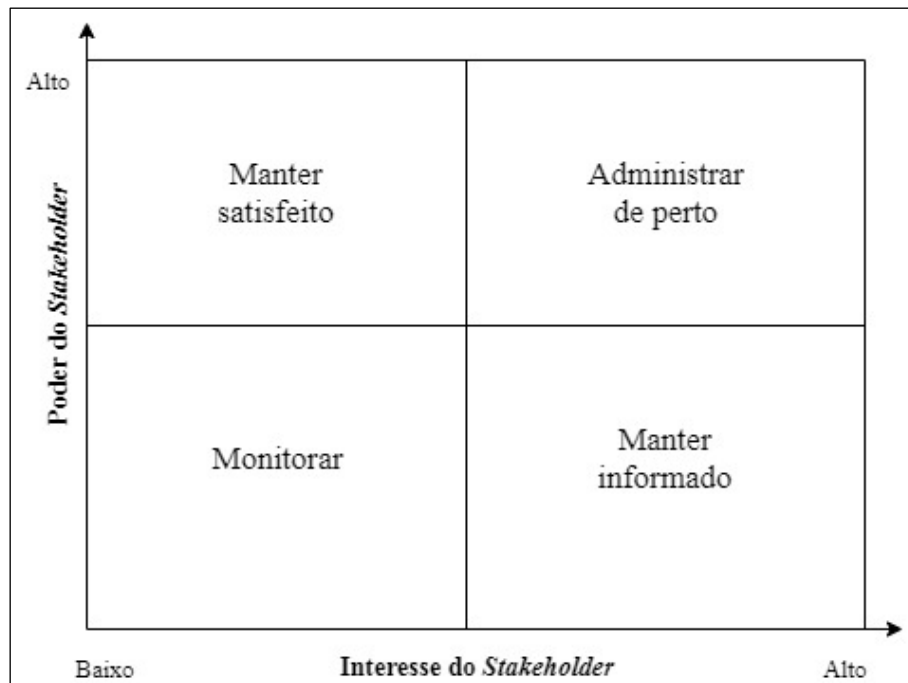 Alto
Manter
satisfeito
Administrar
de perto
Poder do Stakeholder
Monitorar
Manter
informado
Baixo
Interesse do Stakeholder
Alto